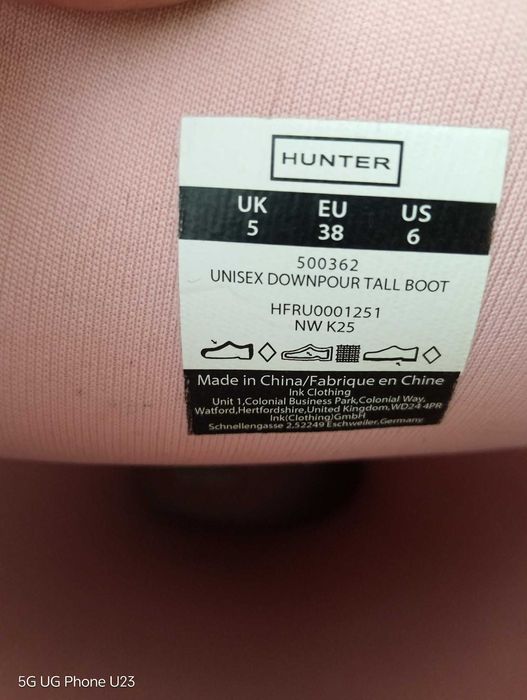 HUNTER
UK EU US
5 38 6
500362
UNISEX DOWNPOUR TALL BOOT
HFRU0001251
NW K25
Made in China/Fabrique en Chine
Ink Clothing
Unit 1,Colonial Business Park,Colonial Way,
Watford,Hertfordshire,United Kingdom,WD24 4PR
Ink(Clothing)GmbH
Schnellengasse 2,52249 Eschweiler,Germany
5G UG Phone U23